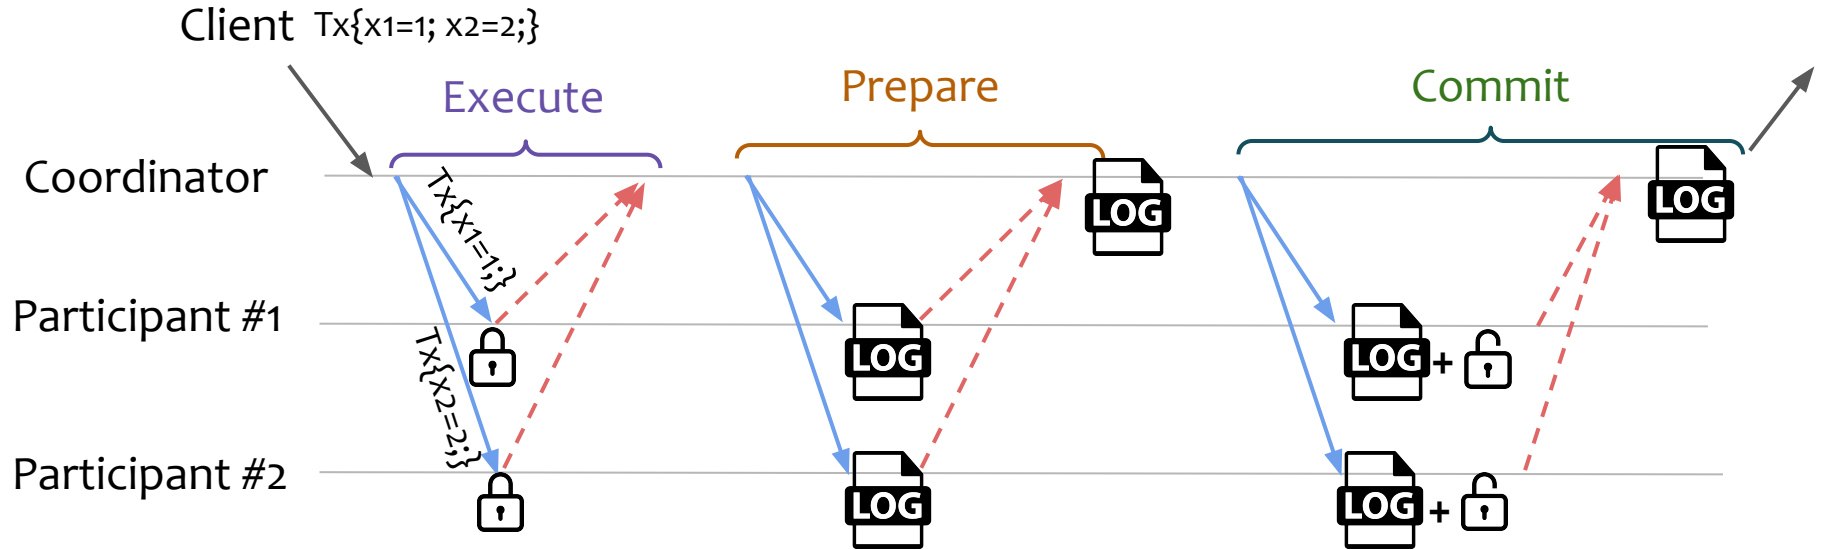 Client Tx{x1=1; x2=2;}
Execute
Prepare
Commit
Coordinator
Tx{x1=1;}
LOG
LOG
Participant #1
Tx{x2=2;}
LOG
LOG +
Participant #2
LOG
LOG +